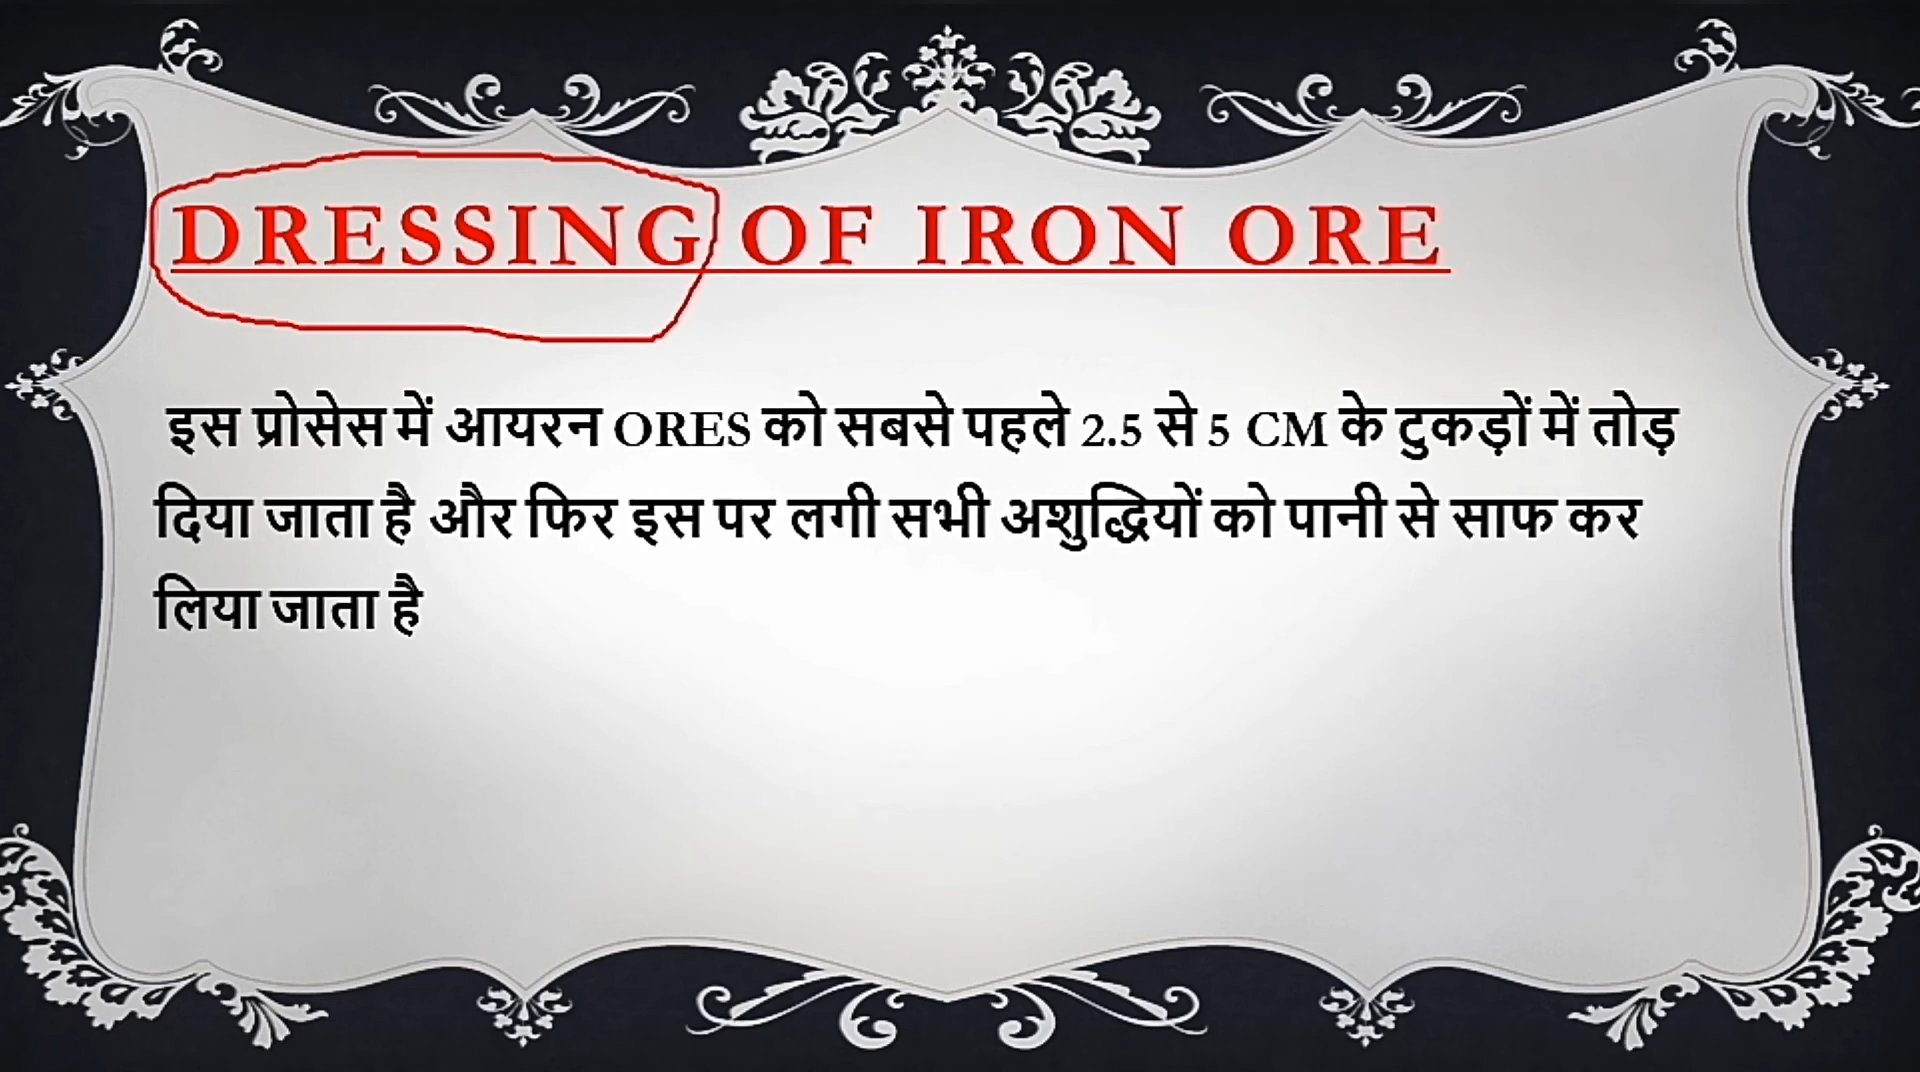 DRESSING OF IRON ORE
इस प्रोसेस में आयरन ORES को सबसे पहले 2.5 से 5 CM के टुकड़ों में तोड़
दिया जाता है और फिर इस पर लगी सभी अशुद्धियों को पानी से साफ कर
लिया जाता है